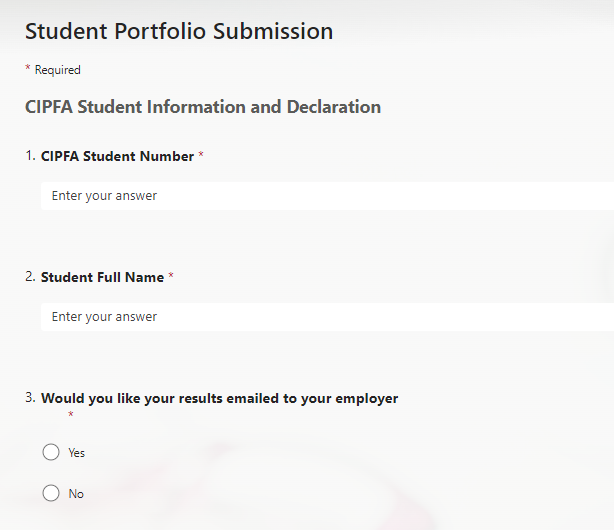 Student Portfolio Submission
* Required
CIPFA Student Information and Declaration
1. CIPFA Student Number *
Enter your answer
2. Student Full Name *
Enter your answer
3. Would you like your results emailed to your employer
*
Yes
No